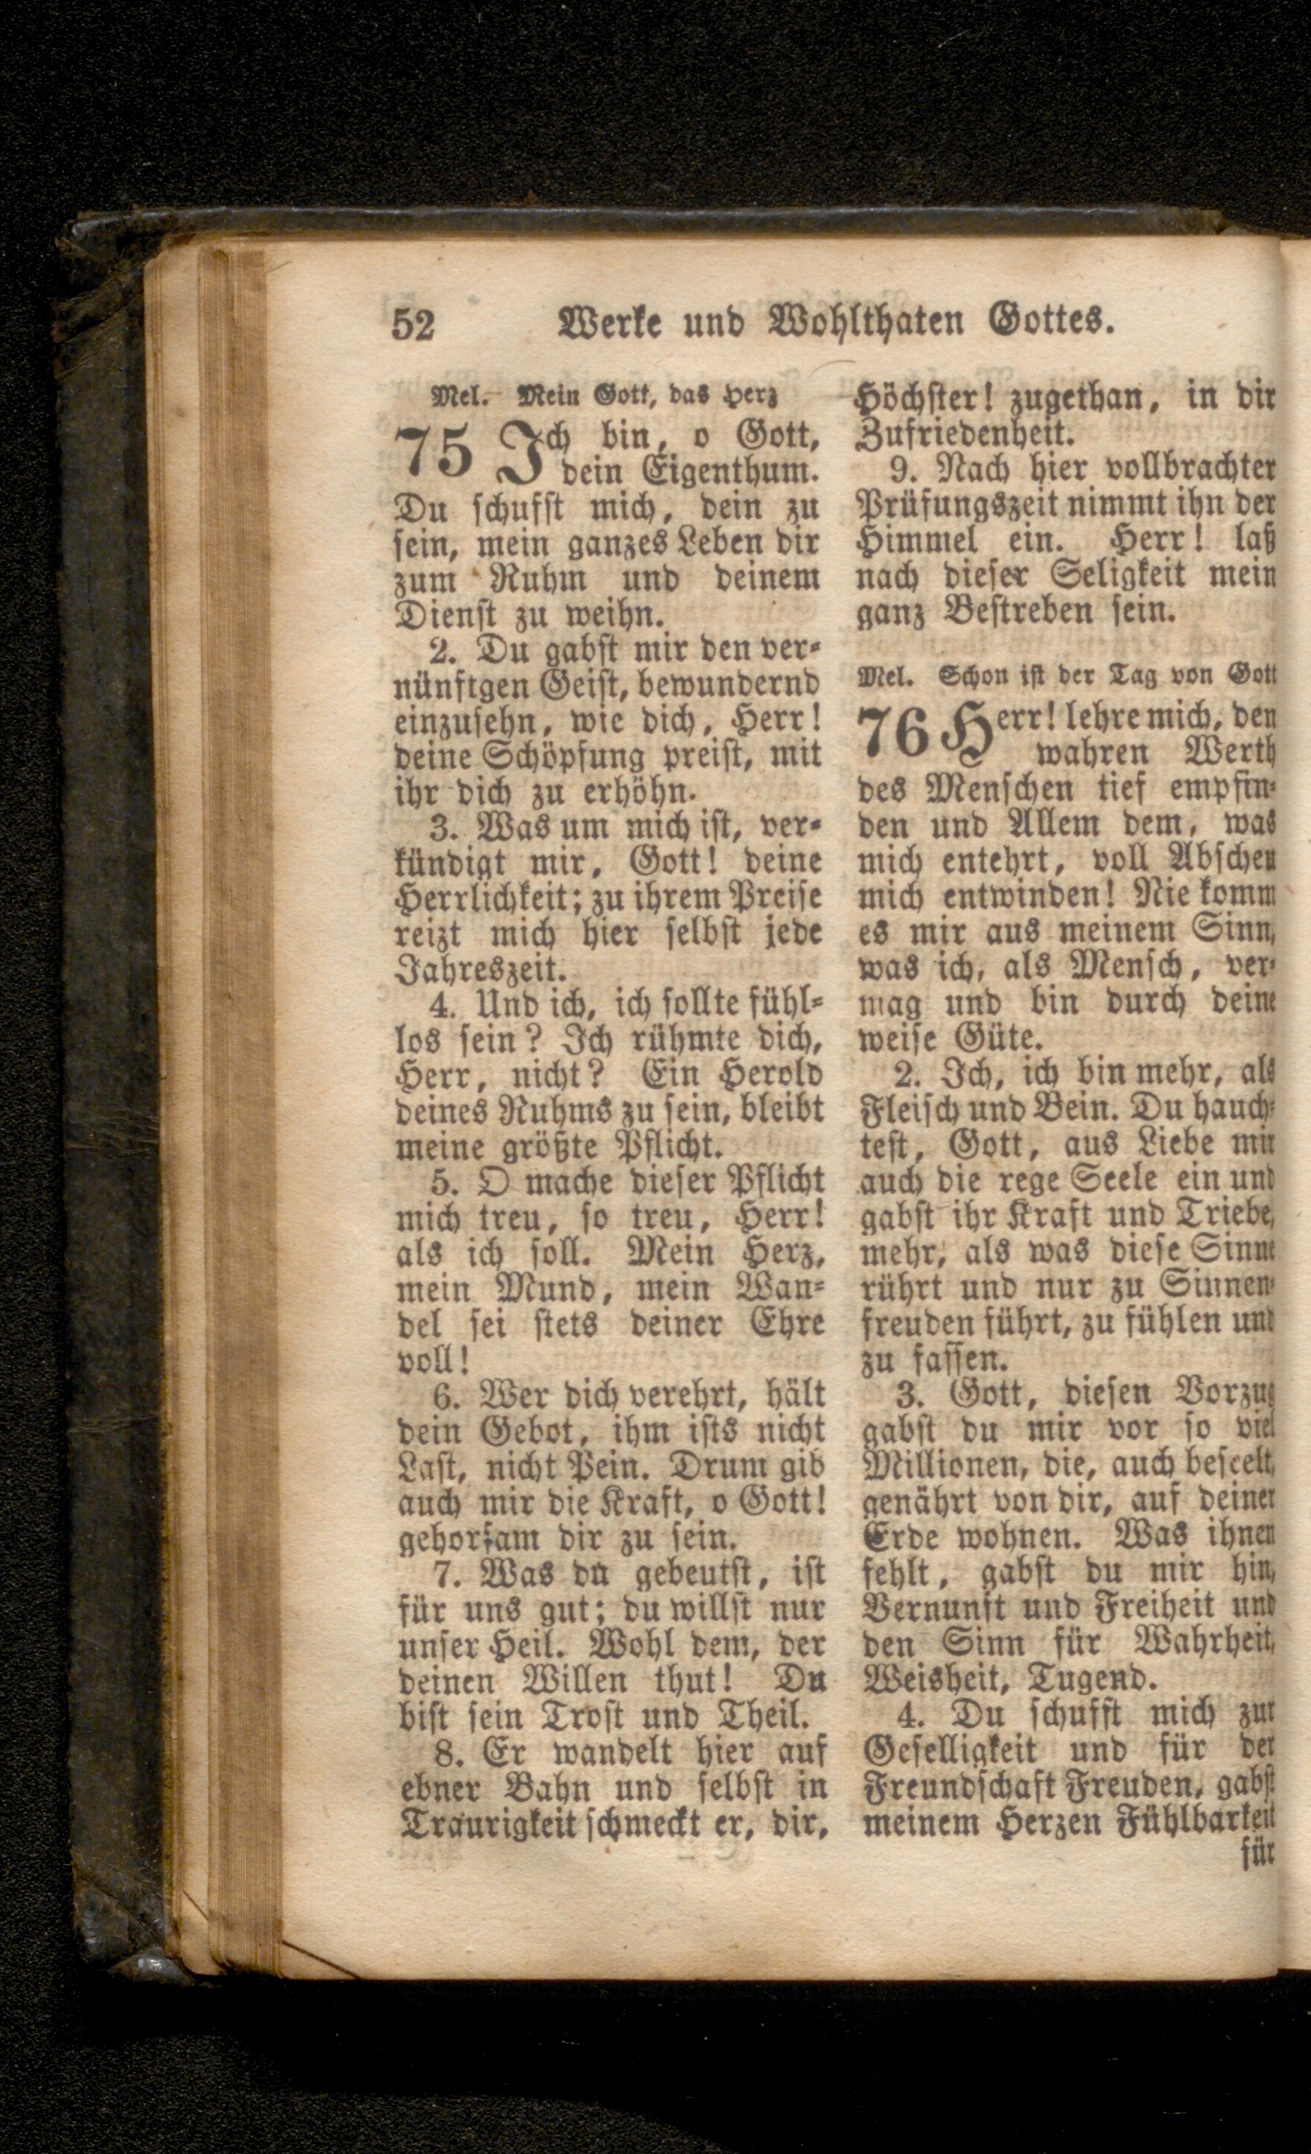 52 Werke und Wohlthaten Gottes.
Mel. Mein Gott, das Herz
75 Ich bin, o Gott,
dein Eigenthum.
Du schufst mich, dein zu
sein, mein ganzes Leben dir
zum Ruhm und deinem
Dienst zu weihn.
2. Du gabst mir den ver-
nünftgen Geist, bewundernd
einzusehn, wie dich, Herr!
deine Schöpfung preist, mit
ihr dich zu erhöhn.
3. Was um mich ist, ver-
kündigt mir, Gott! deine
Herrlichkeit; zu ihrem Preise
reizt mich hier selbst jede
Jahreszeit.
4. Und ich, ich sollte fühl-
los sein? Ich rühmte dich,
Herr, nicht? Ein Herold
deines Ruhms zu sein, bleibt
meine größte Pflicht.
5. O mache dieser Pflicht
mich treu, so treu, Herr!
als ich soll. Mein Herz,
mein Mund, mein Wan-
del sei stets deiner Ehre
voll!
6. Wer dich verehrt, hält
dein Gebot, ihm ists nicht
Last, nicht Pein. Drum gib
auch mir die Kraft, o Gott!
gehorsam dir zu sein.
7. Was du gebeutst, ist
für uns gut; du willst nur
unser Heil. Wohl dem, der
deinen Willen thut! Du
bist sein Trost und Theil.
8. Er wandelt hier auf
ebner Bahn und selbst in
Traurigkeit schmeckt er, dir,
Höchster! zugethan, in dir
Zufriedenheit.
9. Nach hier vollbrachter
Prüfungszeit nimmt ihn der
Himmel ein. Herr! laß
nach dieser Seligkeit mein
ganz Bestreben sein.
Mel. Schon ist der Tag von Gott
76 Herr! lehre mich, den
wahren Werth
des Menschen tief empfin-
den und Allem dem, was
mich entehrt, voll Abscheu
mich entwinden! Nie komm
es mir aus meinem Sinn,
was ich, als Mensch, ver-
mag und bin durch deine
weise Güte.
2. Ich, ich bin mehr, als
Fleisch und Bein. Du hauch-
test, Gott, aus Liebe mir
auch die rege Seele ein und
gabst ihr Kraft und Triebe,
mehr, als was diese Sinne
rührt und nur zu Sinnen-
freuden führt, zu fühlen und
zu fassen.
3. Gott, diesen Vorzug
gabst du mir vor so viel
Millionen, die, auch beseelt,
genährt von dir, auf deiner
Erde wohnen. Was ihnen
fehlt, gabst du mir hin,
Vernunft und Freiheit und
den Sinn für Wahrheit,
Weisheit, Tugend.
4. Du schufst mich zur
Geselligkeit und für der
Freundschaft Freuden, gabst
meinem Herzen Fühlbarkeit
für